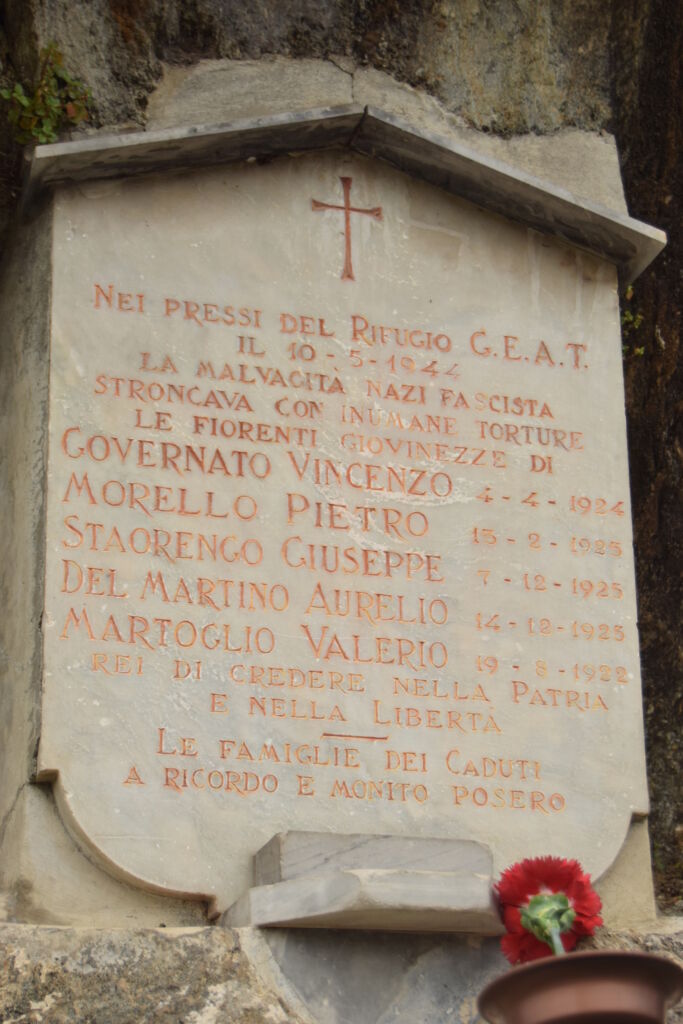 NEI PRESSI DEL RIFUGIO G.E.A.T.
IL 10-5-1944
LA MALVAGITÀ NAZI FASCISTA
STRONCAVA CON INUMANE TORTURE
LE FIORENTI GIOVINEZZE DI
GOVERNATO VINCENZO 4-4-1924
MORELLO PIETRO 13-2-1925
STAORENGO GIUSEPPE 7-12-1925
DEL MARTINO AURELIO 14-12-1925
MARTOGLIO VALERIO 19-8-1922
REI DI CREDERE NELLA PATRIA
E NELLA LIBERTÀ
LE FAMIGLIE DEI CADUTI
A RICORDO E MONITO POSERO